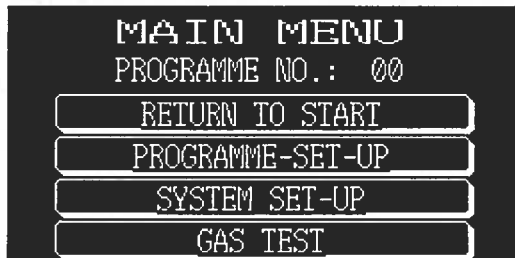 MAIN MENU
PROGRAMME NO.: 00
RETURN TO START
PROGRAMME-SET-UP
SYSTEM SET-UP
GAS TEST